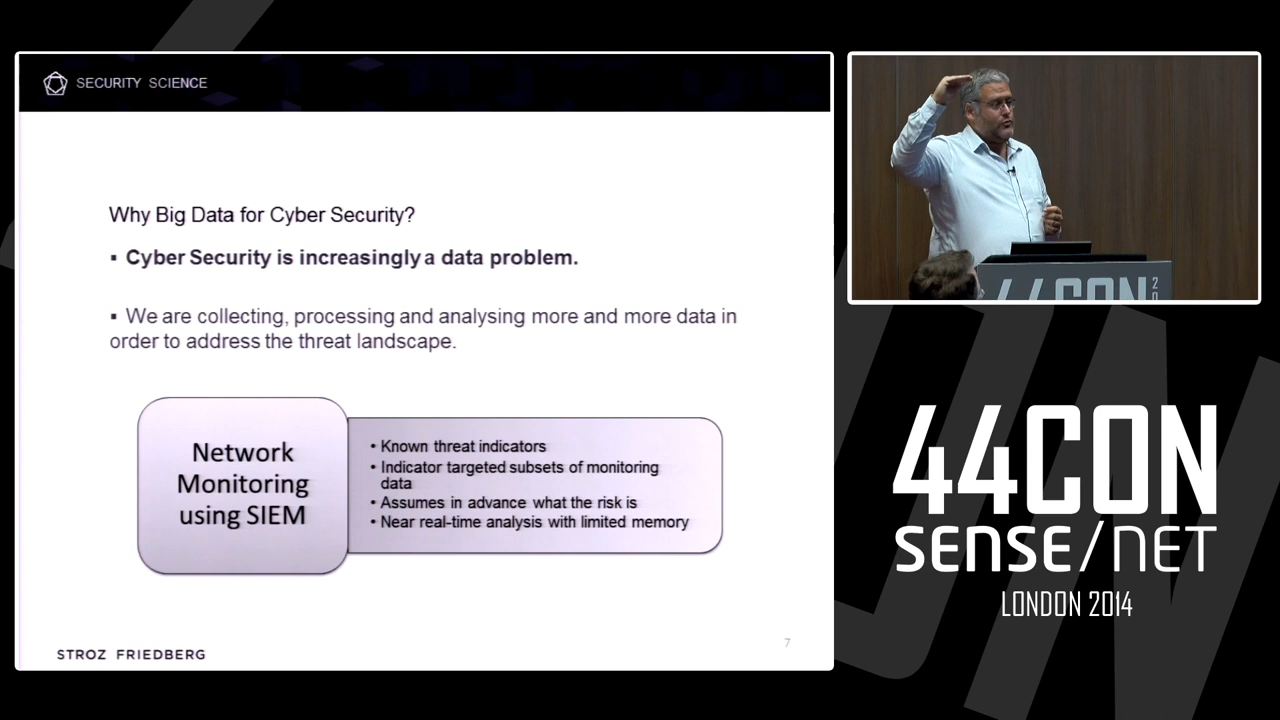 SECURITY SCIENCE
Why Big Data for Cyber Security?
▪ Cyber Security is increasingly a data problem.
▪ We are collecting, processing and analysing more and more data in
order to address the threat landscape.
Network
Monitoring
using SIEM
• Known threat indicators
• Indicator targeted subsets of monitoring
data
• Assumes in advance what the risk is
• Near real-time analysis with limited memory
STROZ FRIEDBERG
7
44CON
20
44CON
SENSE/NET
LONDON 2014